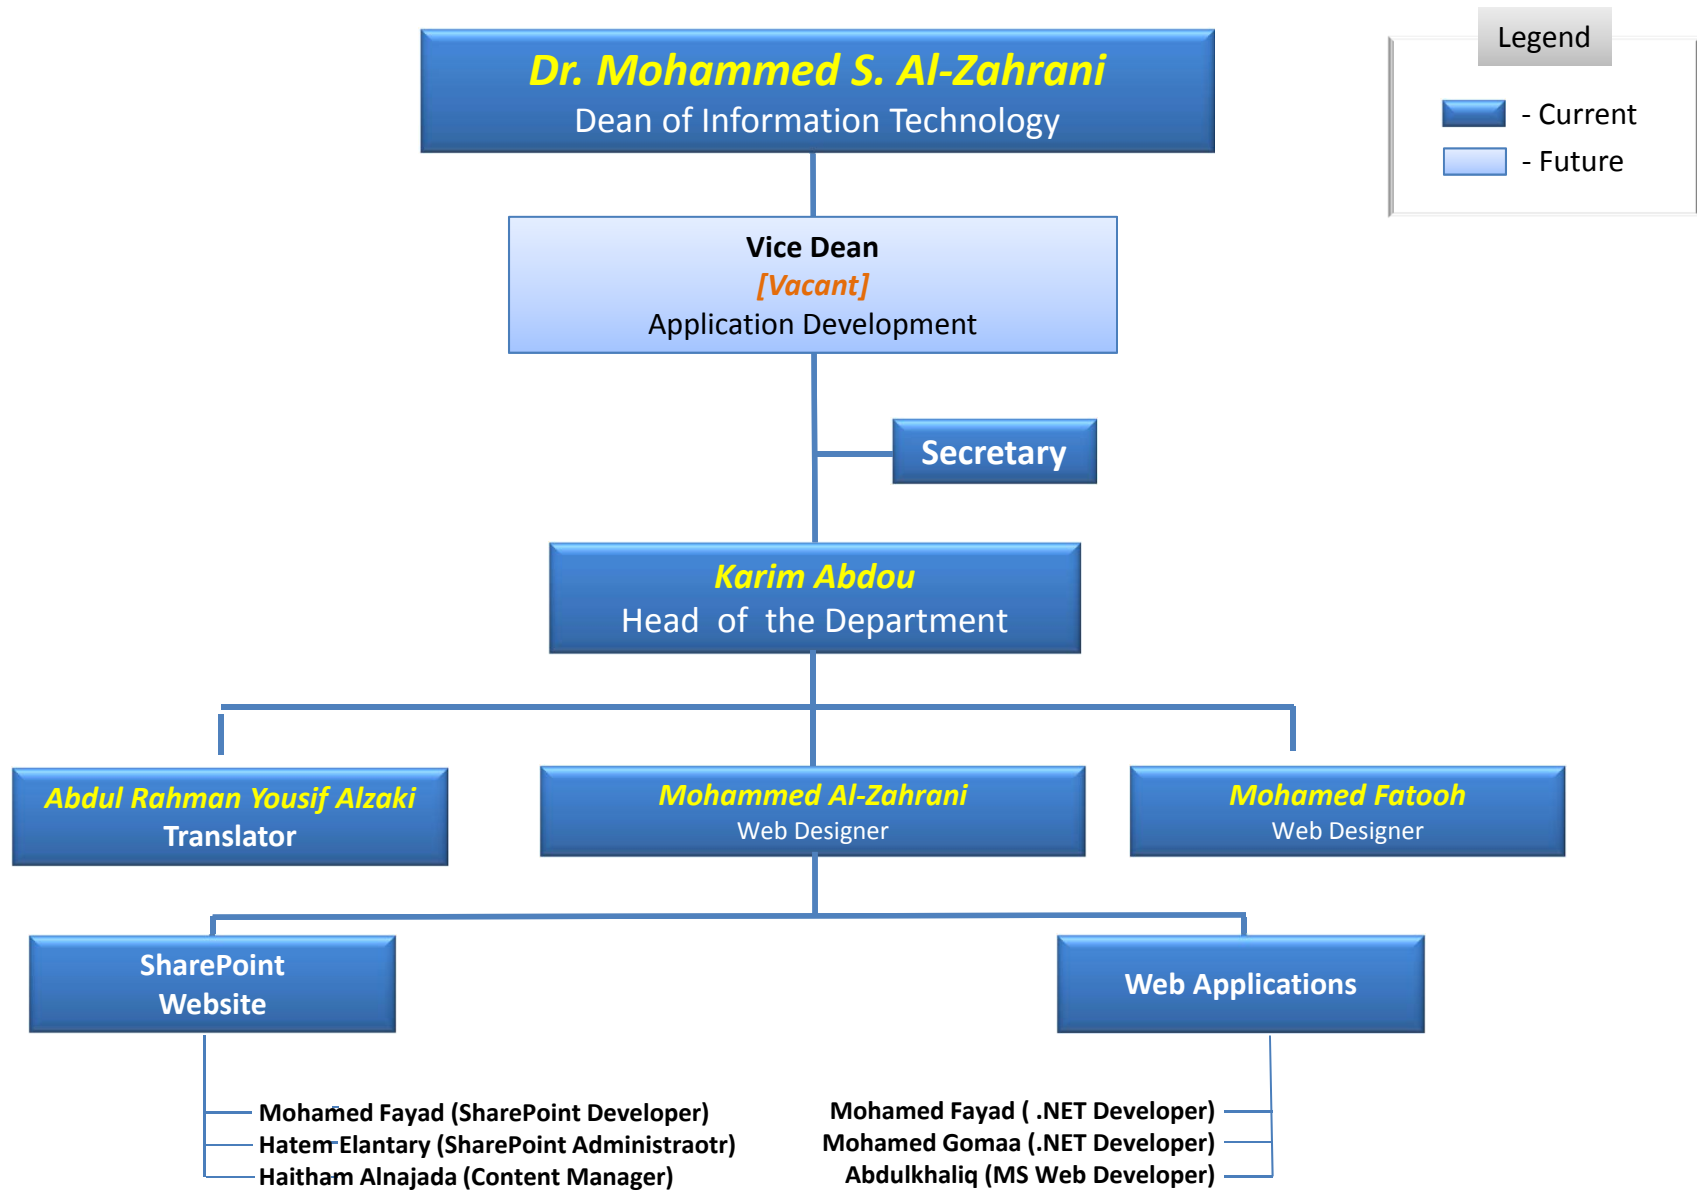 Dr. Mohammed S. Al-Zahrani
Dean of Information Technology
Legend
- Current
- Future
Vice Dean
[Vacant]
Application Development
Secretary
Karim Abdou
Head of the Department
Abdul Rahman Yousif Alzaki
Translator
Mohammed Al-Zahrani
Web Designer
Mohamed Fatooh
Web Designer
SharePoint
Website
Web Applications
Mohamed Fayad (SharePoint Developer)
Hatem Elantary (SharePoint Administraotr)
Haitham Alnajada (Content Manager)
Mohamed Fayad ( .NET Developer)
Mohamed Gomaa (.NET Developer)
Abdulkhaliq (MS Web Developer)